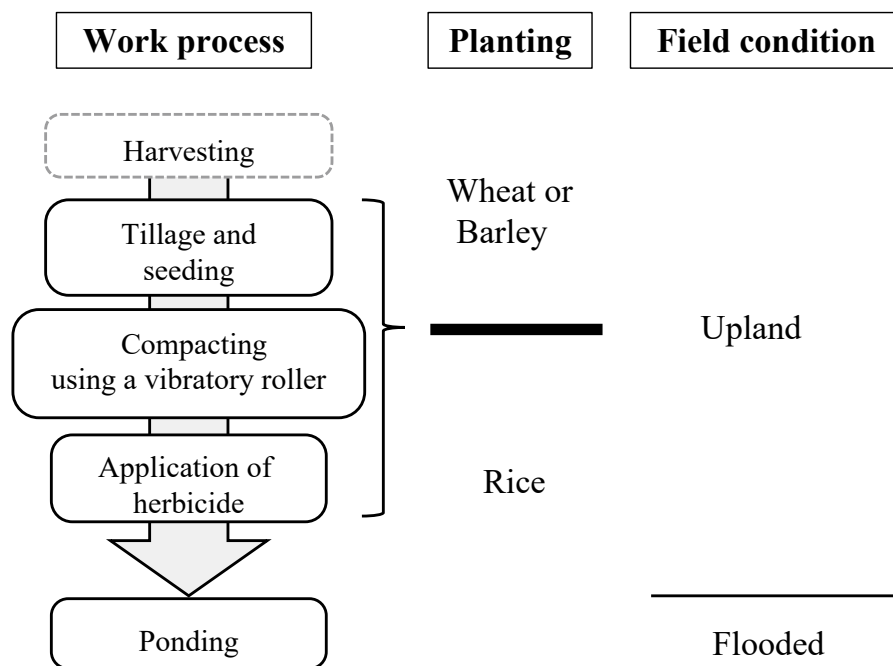 Work process
Planting
Field condition
Harvesting
Tillage and
seeding
Compacting
using a vibratory roller
Application of
herbicide
Ponding
Wheat or
Barley
Rice
Upland
Flooded